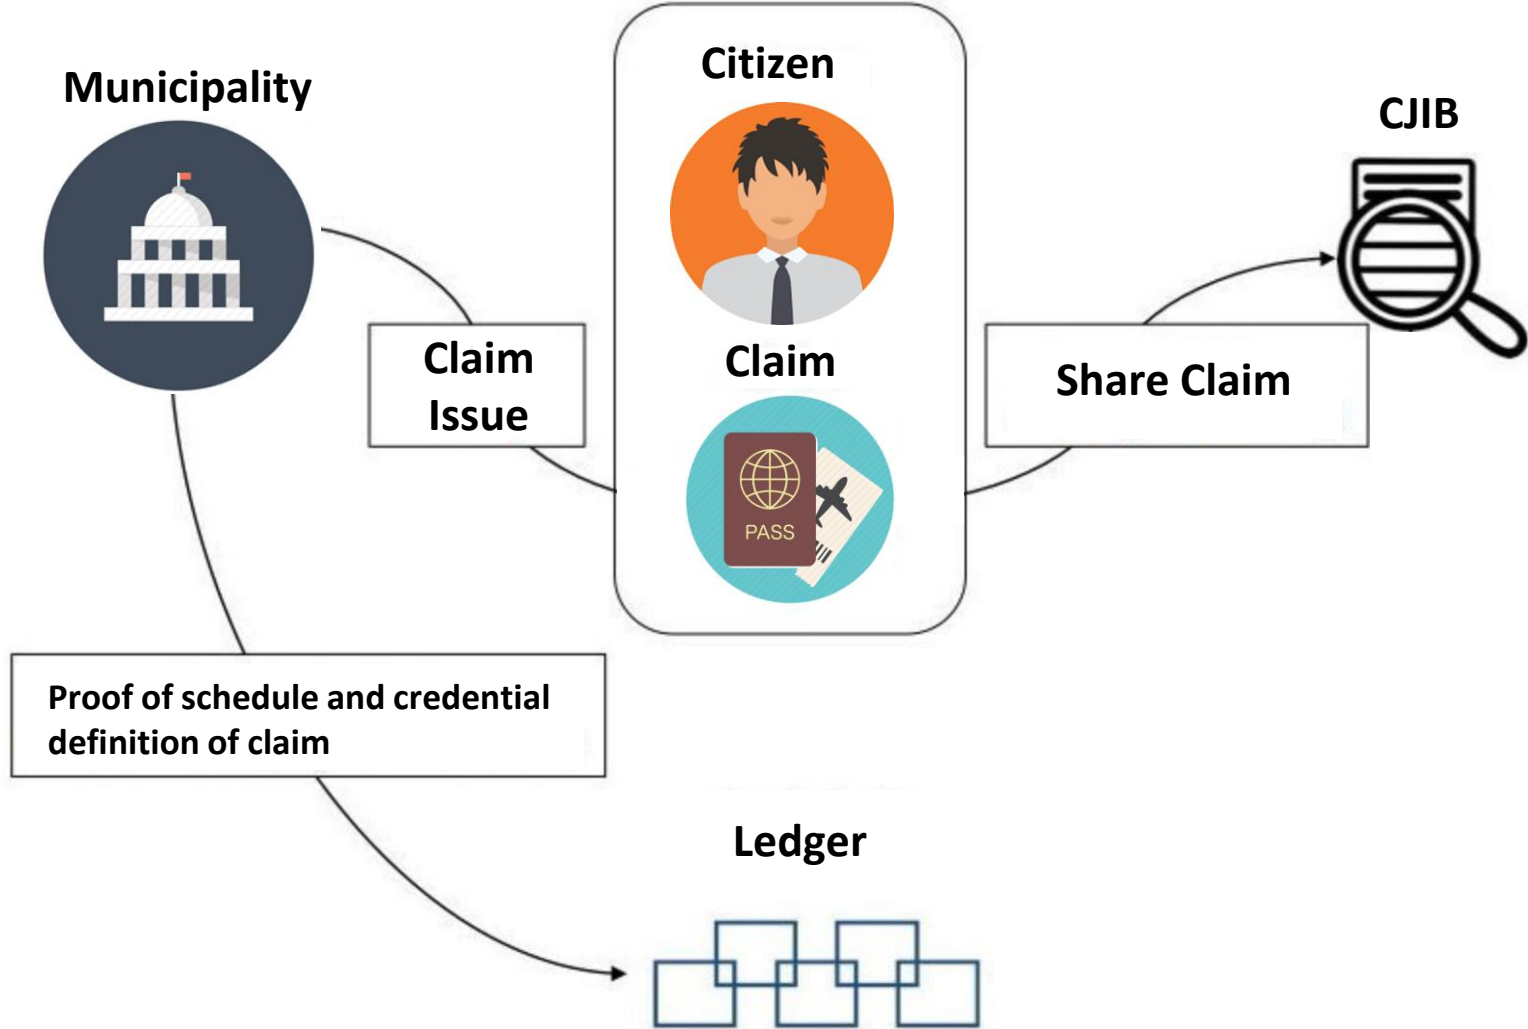 Municipality
Citizen
CJIB
Claim
Issue
Claim
Share Claim
PASS
Proof of schedule and credential
definition of claim
Ledger